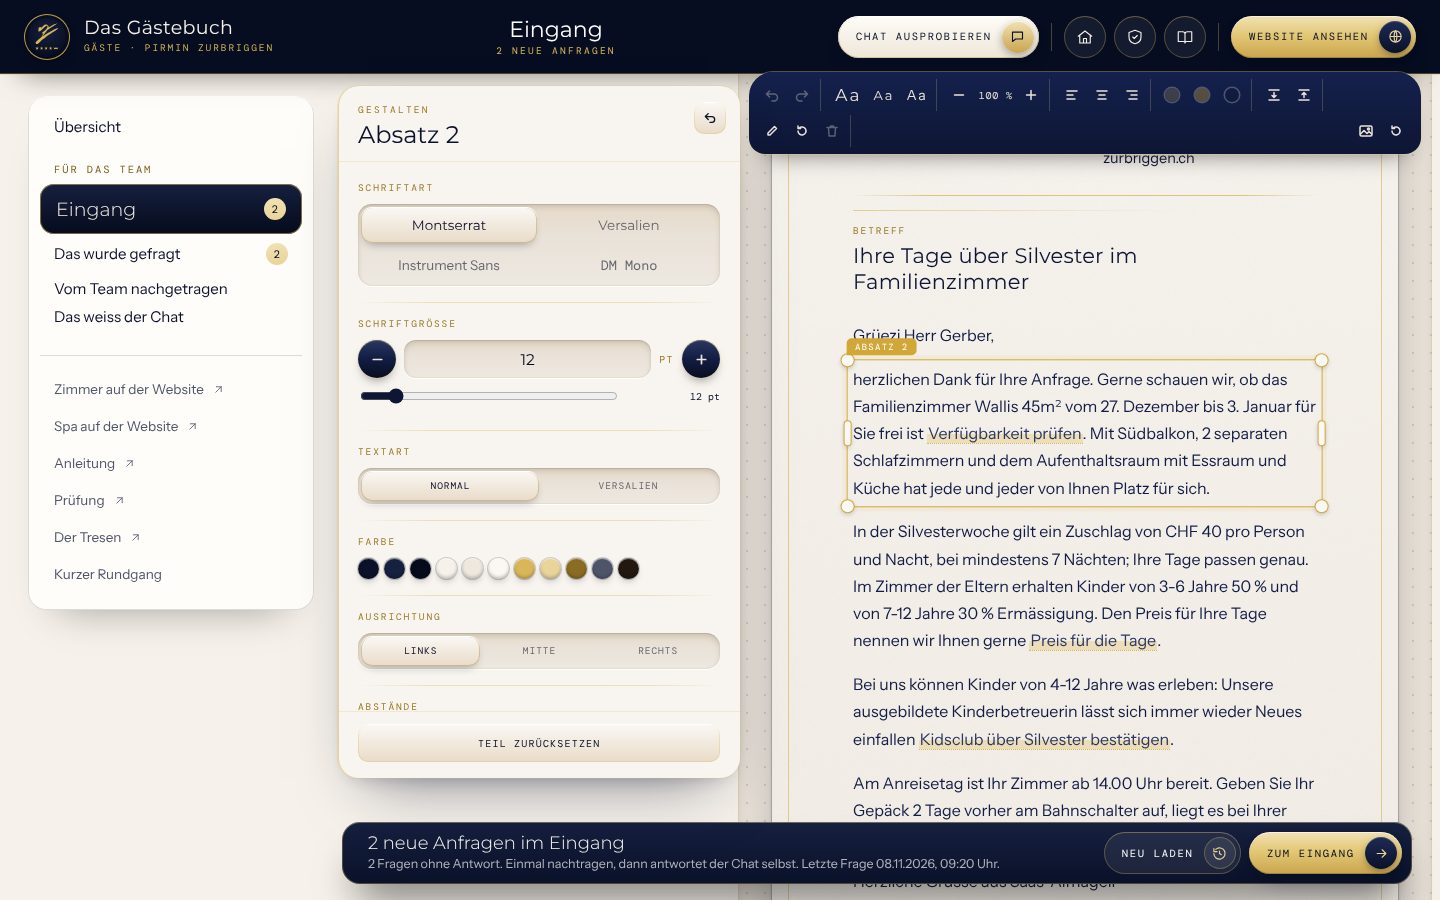 Das Gästebuch
GÄSTE · PIRMIN ZURBRIGGEN
Eingang
2 NEUE ANFRAGEN
CHAT AUSPROBIEREN
WEBSITE ANSEHEN
Übersicht
FÜR DAS TEAM
Eingang
2
Das wurde gefragt
2
Vom Team nachgetragen
Das weiss der Chat
Zimmer auf der Website
Spa auf der Website
Anleitung
Prüfung
Der Tresen
Kurzer Rundgang
GESTALTEN
Absatz 2
SCHRIFTART
Montserrat
Versalien
Instrument Sans
DM Mono
SCHRIFTGRÖSSE
12
PT
12 pt
TEXTART
NORMAL
VERSALIEN
FARBE
AUSRICHTUNG
LINKS
MITTE
RECHTS
ABSTÄNDE
TEIL ZURÜCKSETZEN
Aa
Aa
Aa
100 %
zurbriggen.ch
BETREFF
Ihre Tage über Silvester im
Familienzimmer
Grüezi Herr Gerber,
ABSATZ 2
herzlichen Dank für Ihre Anfrage. Gerne schauen wir, ob das
Familienzimmer Wallis 45m² vom 27. Dezember bis 3. Januar für
Sie frei ist Verfügbarkeit prüfen. Mit Südbalkon, 2 separaten
Schlafzimmern und dem Aufenthaltsraum mit Essraum und
Küche hat jede und jeder von Ihnen Platz für sich.
In der Silvesterwoche gilt ein Zuschlag von CHF 40 pro Person
und Nacht, bei mindestens 7 Nächten; Ihre Tage passen genau.
Im Zimmer der Eltern erhalten Kinder von 3-6 Jahre 50 % und
von 7-12 Jahre 30 % Ermässigung. Den Preis für Ihre Tage
nennen wir Ihnen gerne Preis für die Tage.
Bei uns können Kinder von 4-12 Jahre was erleben: Unsere
ausgebildete Kinderbetreuerin lässt sich immer wieder Neues
einfallen Kidsclub über Silvester bestätigen.
Am Anreisetag ist Ihr Zimmer ab 14.00 Uhr bereit. Geben Sie Ihr
Gepäck 2 Tage vorher am Bahnschalter auf, liegt es bei Ihrer
2 neue Anfragen im Eingang
2 Fragen ohne Antwort. Einmal nachtragen, dann antwortet der Chat selbst. Letzte Frage 08.11.2026, 09:20 Uhr.
NEU LADEN
ZUM EINGANG
Herzliche Grüsse aus Saas-Almagell